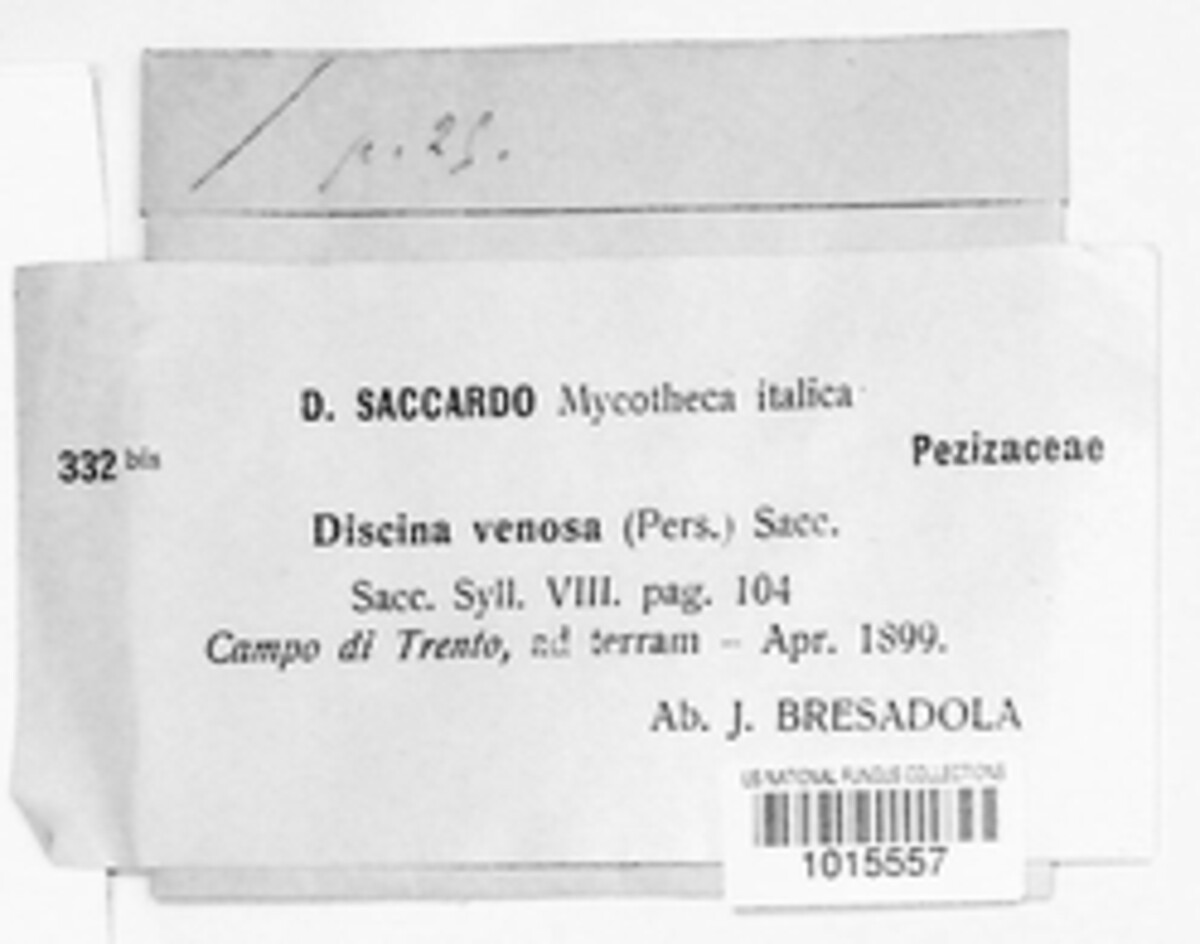 p. 25.
D. SACCARDO Mycotheca italica
332 bis
Pezizaceae
Discina venosa (Pers.) Sacc.
Sacc. Syll. VIII. pag. 104
Campo di Trento, ad terram – Apr. 1899.
Ab. J. BRESADOLA
US NATIONAL FUNGUS COLLECTIONS
1015557